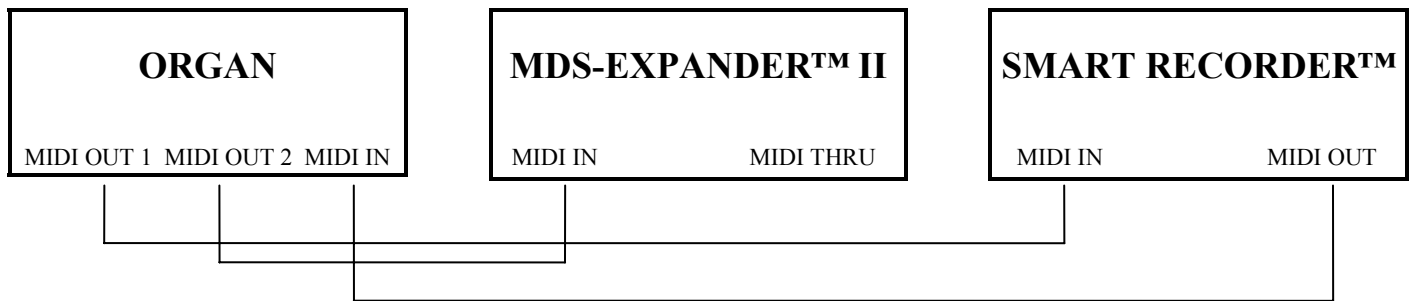 ORGAN
MIDI OUT 1 MIDI OUT 2 MIDI IN
MDS-EXPANDER™ II
MIDI IN MIDI THRU
SMART RECORDER™
MIDI IN MIDI OUT